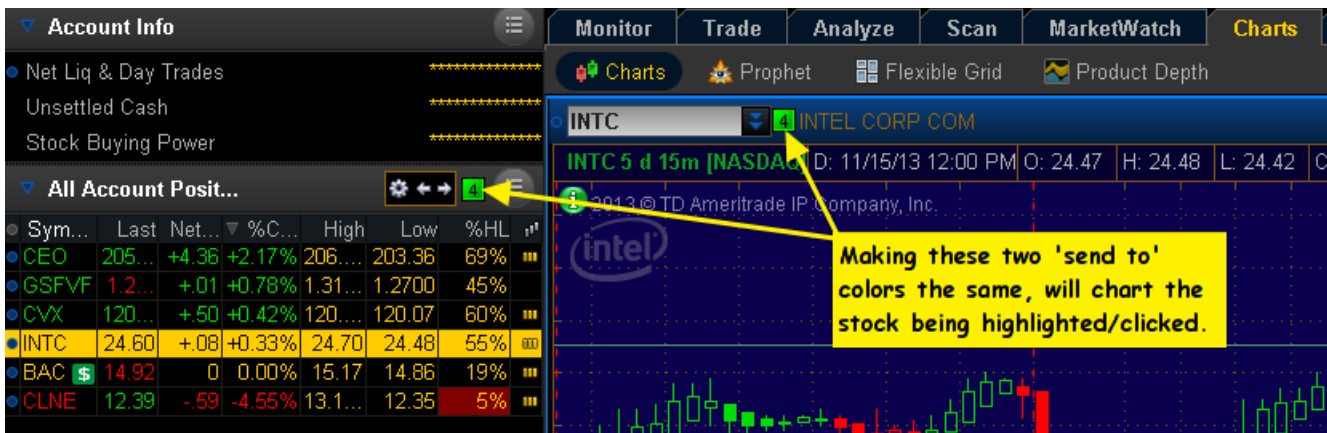 Account Info
Net Liq & Day Trades ***************
Unsettled Cash ***************
Stock Buying Power ***************
All Account Posit... 4
Sym... Last Net... %C... High Low %HL
CEO 205... +4.36 +2.17% 206.... 203.36 69%
GSFVF 1.2... +.01 +0.78% 1.31... 1.2700 45%
CVX 120... +.50 +0.42% 120.... 120.07 60%
INTC 24.60 +.08 +0.33% 24.70 24.48 55%
BAC $ 14.92 0 0.00% 15.17 14.86 19%
CLNE 12.39 -.59 -4.55% 13.1... 12.35 5%
Monitor Trade Analyze Scan MarketWatch Charts
Charts Prophet Flexible Grid Product Depth
INTC 4 INTEL CORP COM
INTC 5 d 15m [NASDAQ] D: 11/15/13 12:00 PM O: 24.47 H: 24.48 L: 24.42 C
i 2013 © TD Ameritrade IP Company, Inc.
intel
Making these two 'send to'
colors the same, will chart the
stock being highlighted/clicked.